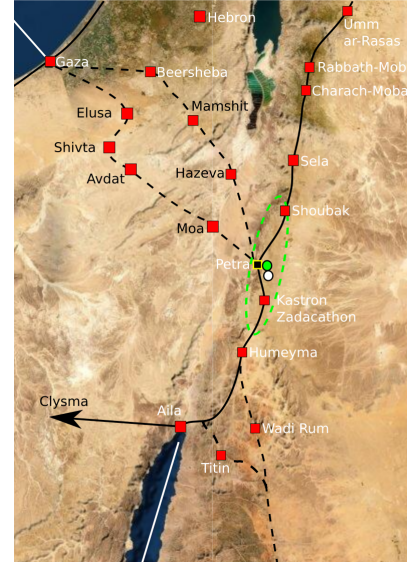 Hebron
Umm
ar-Rasas
Gaza
Beersheba
Rabbath-Mob
Charach-Moba
Elusa
Mamshit
Shivta
Sela
Avdat
Hazeva
Shoubak
Moa
Petra
Kastron
Zadacathon
Humeyma
Clysma
Aila
Wadi Rum
Titin